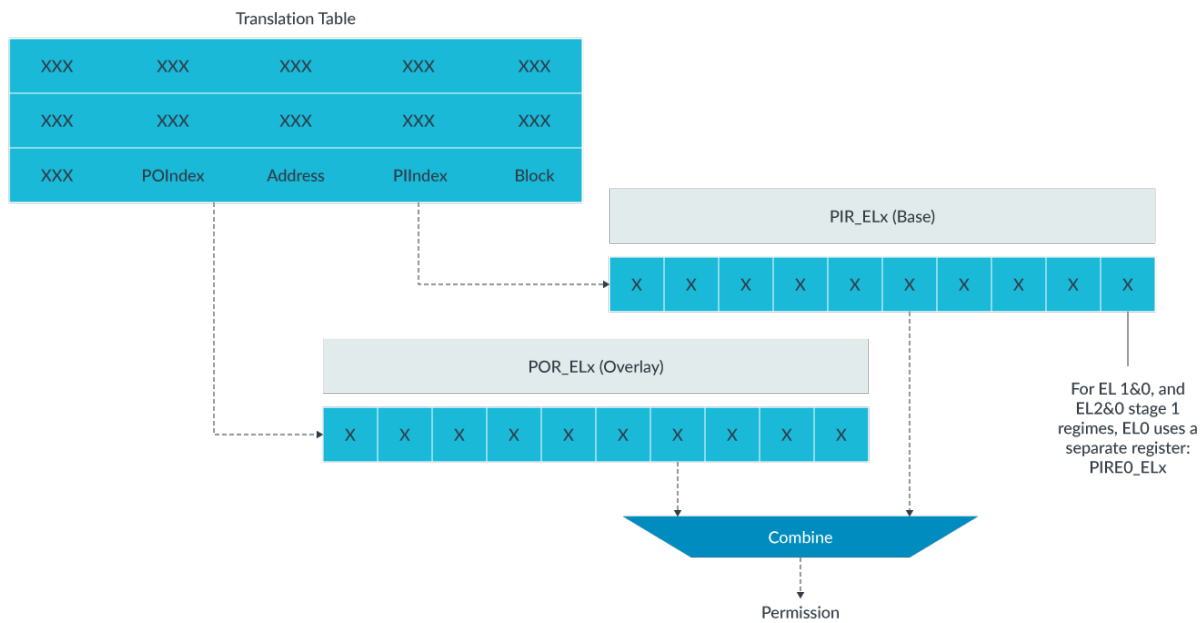 Translation Table
XXX XXX XXX XXX XXX
XXX XXX XXX XXX XXX
XXX POIndex Address PIIndex Block
PIR_ELx (Base)
X X X X X X X X X X
POR_ELx (Overlay)
X X X X X X X X X X
For EL 1&0, and
EL2&0 stage 1
regimes, EL0 uses a
separate register:
PIRE0_ELx
Combine
Permission